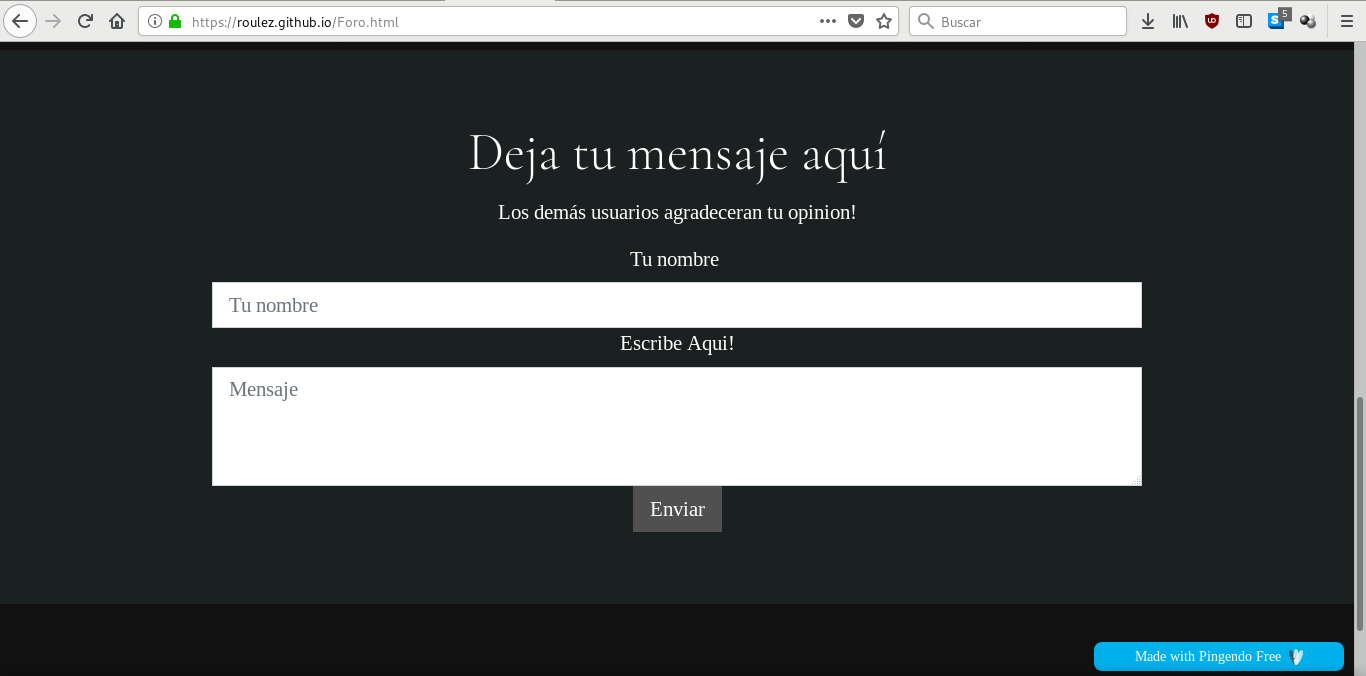 https://roulez.github.io/Foro.html
Buscar
5
Deja tu mensaje aquí
Los demás usuarios agradeceran tu opinion!
Tu nombre
Tu nombre
Escribe Aqui!
Mensaje
Enviar
Made with Pingendo Free